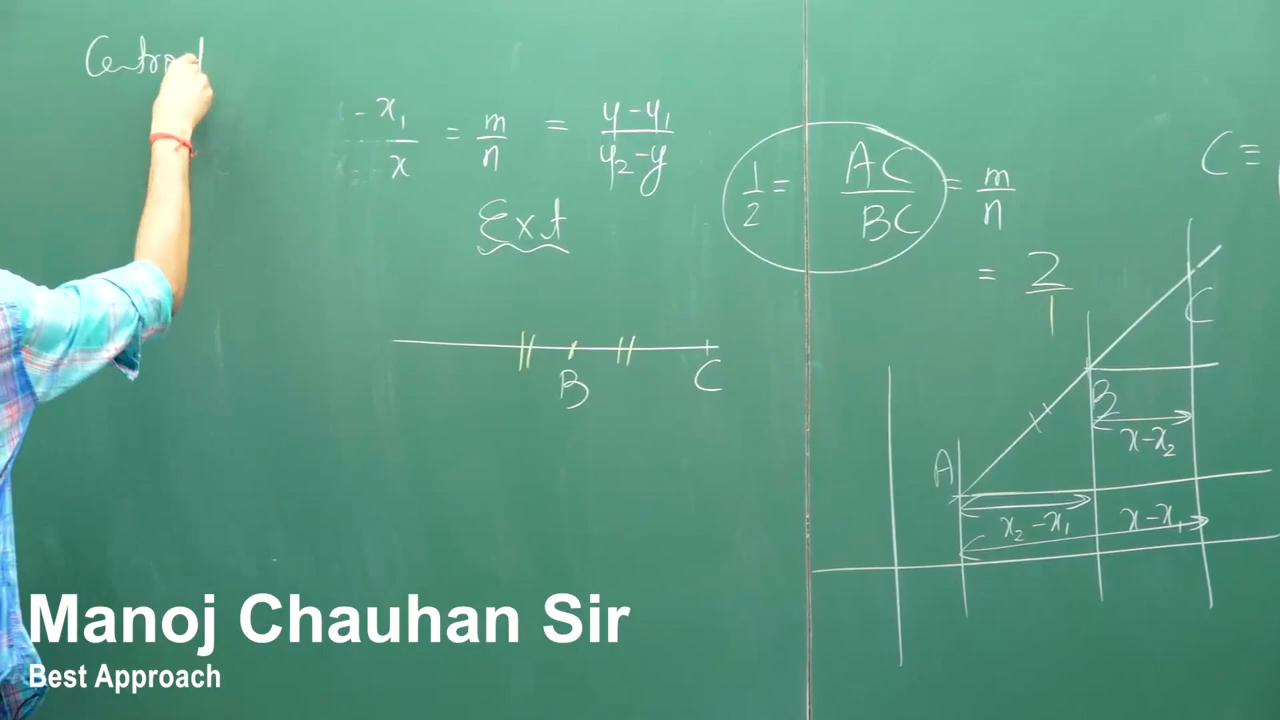 Centroid
- x₁ / - x = m/n = (y - y₁)/(y₂ - y)
Ext
B C
1/2 = AC/BC = m/n
= 2/1
C ≡
C
B
x - x₂
A
x₂ - x₁ x - x₁
Manoj Chauhan Sir
Best Approach